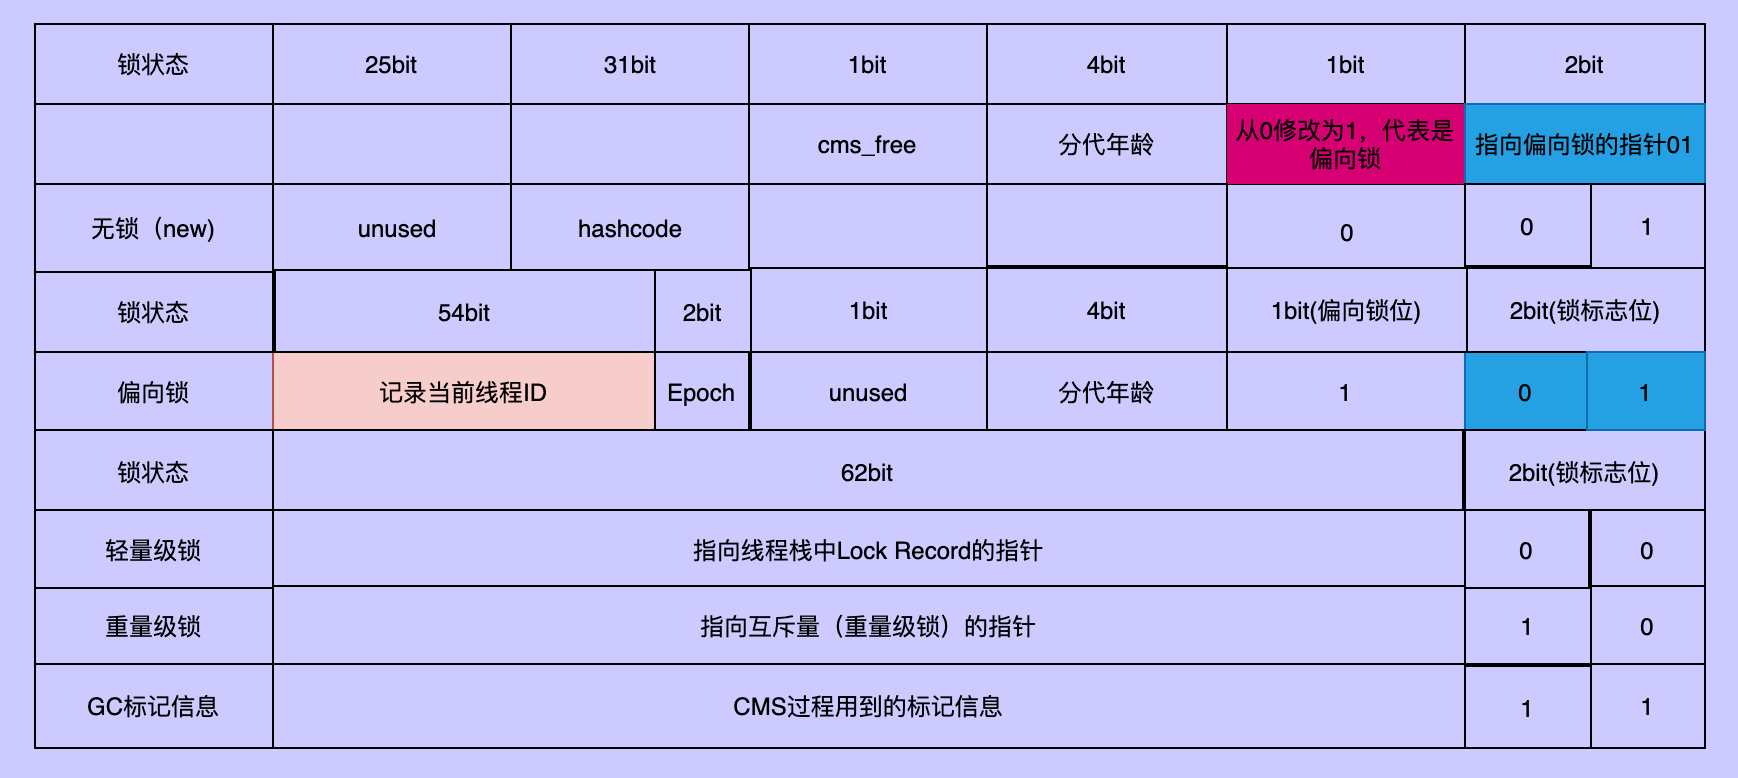 锁状态 25bit 31bit 1bit 4bit 1bit 2bit
cms_free 分代年龄 从0修改为1，代表是
偏向锁 指向偏向锁的指针01
无锁（new) unused hashcode 0 0 1
锁状态 54bit 2bit 1bit 4bit 1bit(偏向锁位) 2bit(锁标志位)
偏向锁 记录当前线程ID Epoch unused 分代年龄 1 0 1
锁状态 62bit 2bit(锁标志位)
轻量级锁 指向线程栈中Lock Record的指针 0 0
重量级锁 指向互斥量（重量级锁）的指针 1 0
GC标记信息 CMS过程用到的标记信息 1 1